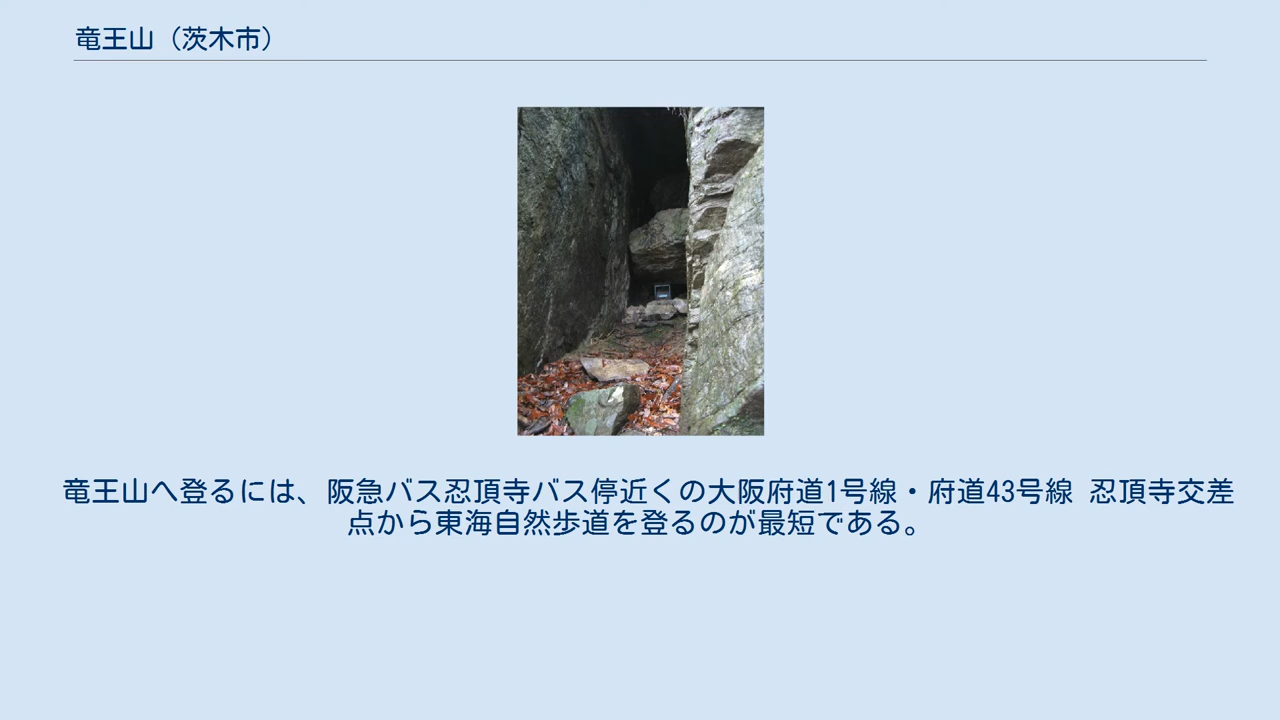 竜王山（茨木市）
竜王山へ登るには、阪急バス忍頂寺バス停近くの大阪府道1号線・府道43号線 忍頂寺交差
点から東海自然歩道を登るのが最短である。